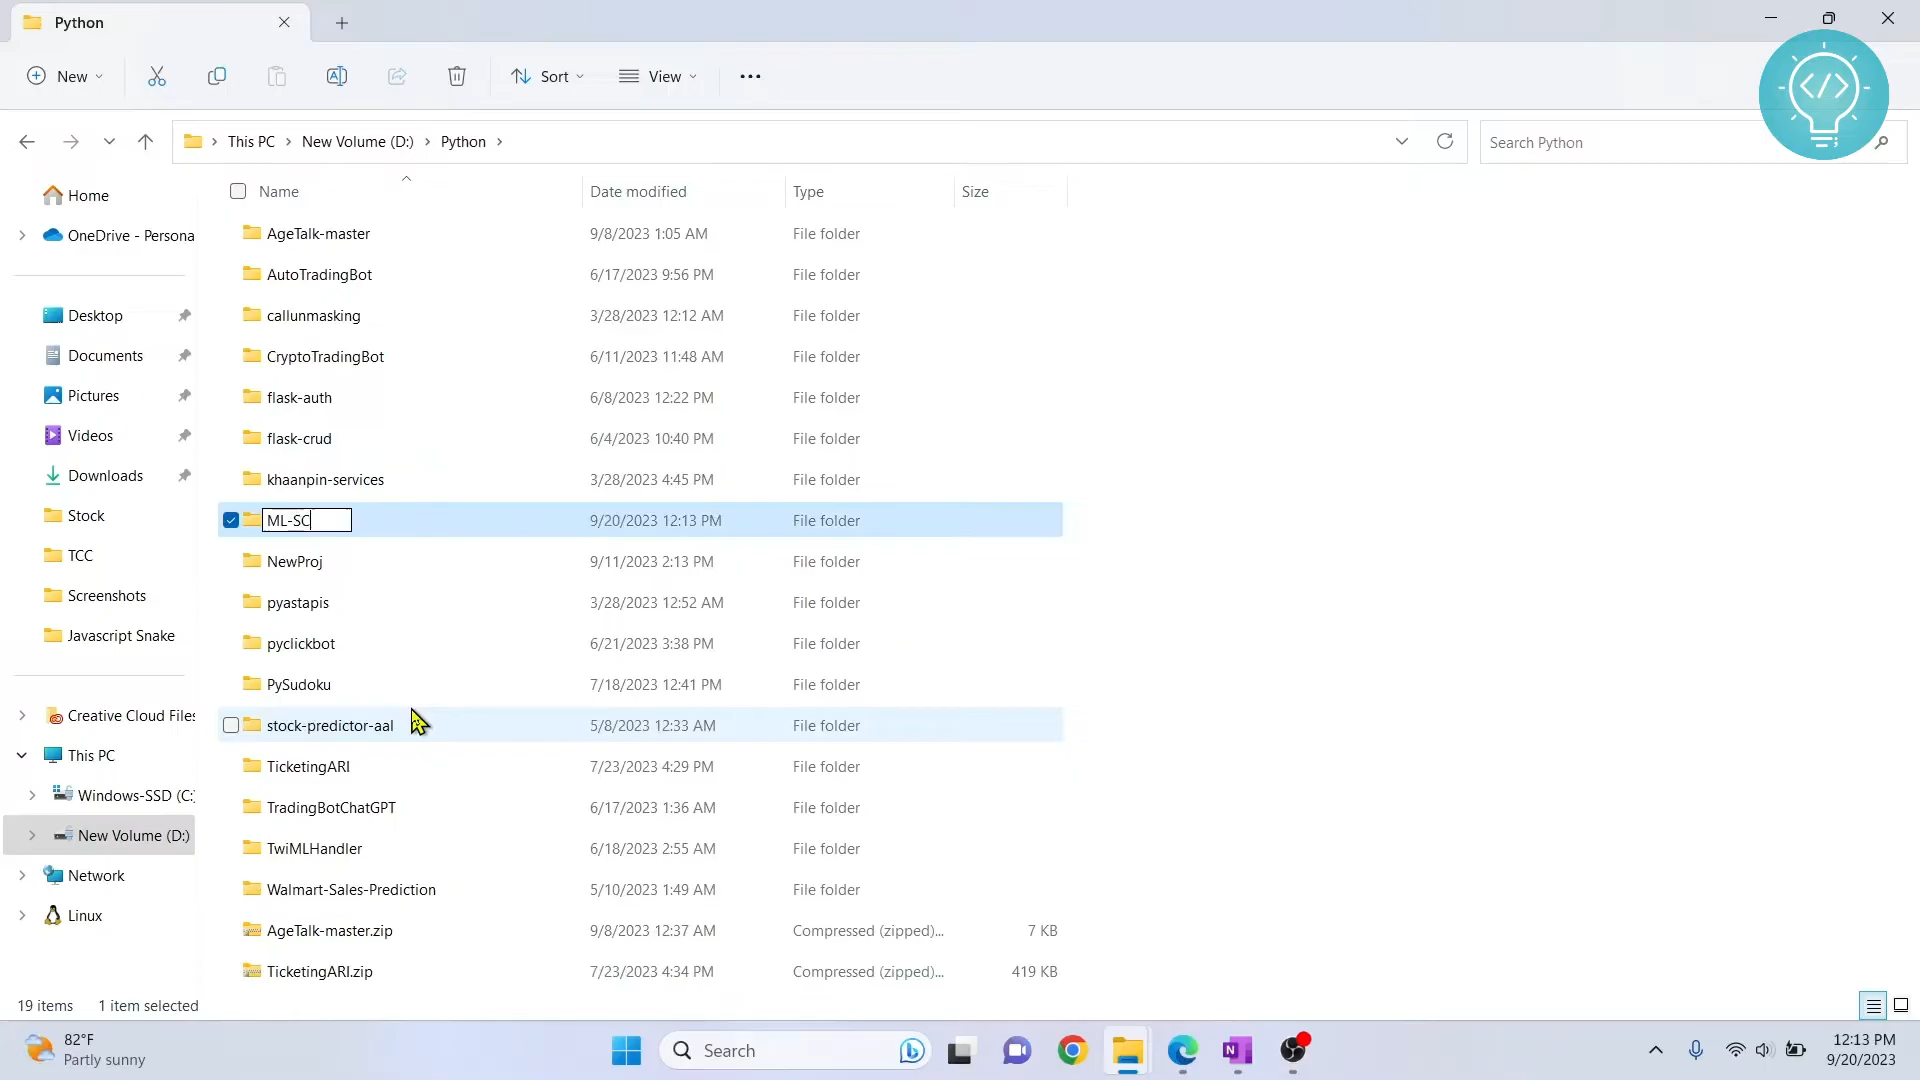 Python
New
Sort
View
This PC
New Volume (D:)
Python
Search Python
</>
Name
Date modified
Type
Size
Home
OneDrive - Persona
Desktop
Documents
Pictures
Videos
Downloads
Stock
TCC
Screenshots
Javascript Snake
Creative Cloud Files
This PC
Windows-SSD (C:)
New Volume (D:)
Network
Linux
AgeTalk-master 9/8/2023 1:05 AM File folder
AutoTradingBot 6/17/2023 9:56 PM File folder
callunmasking 3/28/2023 12:12 AM File folder
CryptoTradingBot 6/11/2023 11:48 AM File folder
flask-auth 6/8/2023 12:22 PM File folder
flask-crud 6/4/2023 10:40 PM File folder
khaanpin-services 3/28/2023 4:45 PM File folder
ML-SC 9/20/2023 12:13 PM File folder
NewProj 9/11/2023 2:13 PM File folder
pyastapis 3/28/2023 12:52 AM File folder
pyclickbot 6/21/2023 3:38 PM File folder
PySudoku 7/18/2023 12:41 PM File folder
stock-predictor-aal 5/8/2023 12:33 AM File folder
TicketingARI 7/23/2023 4:29 PM File folder
TradingBotChatGPT 6/17/2023 1:36 AM File folder
TwiMLHandler 6/18/2023 2:55 AM File folder
Walmart-Sales-Prediction 5/10/2023 1:49 AM File folder
AgeTalk-master.zip 9/8/2023 12:37 AM Compressed (zipped)... 7 KB
TicketingARI.zip 7/23/2023 4:34 PM Compressed (zipped)... 419 KB
19 items 1 item selected
82°F
Partly sunny
Search
N
12:13 PM
9/20/2023